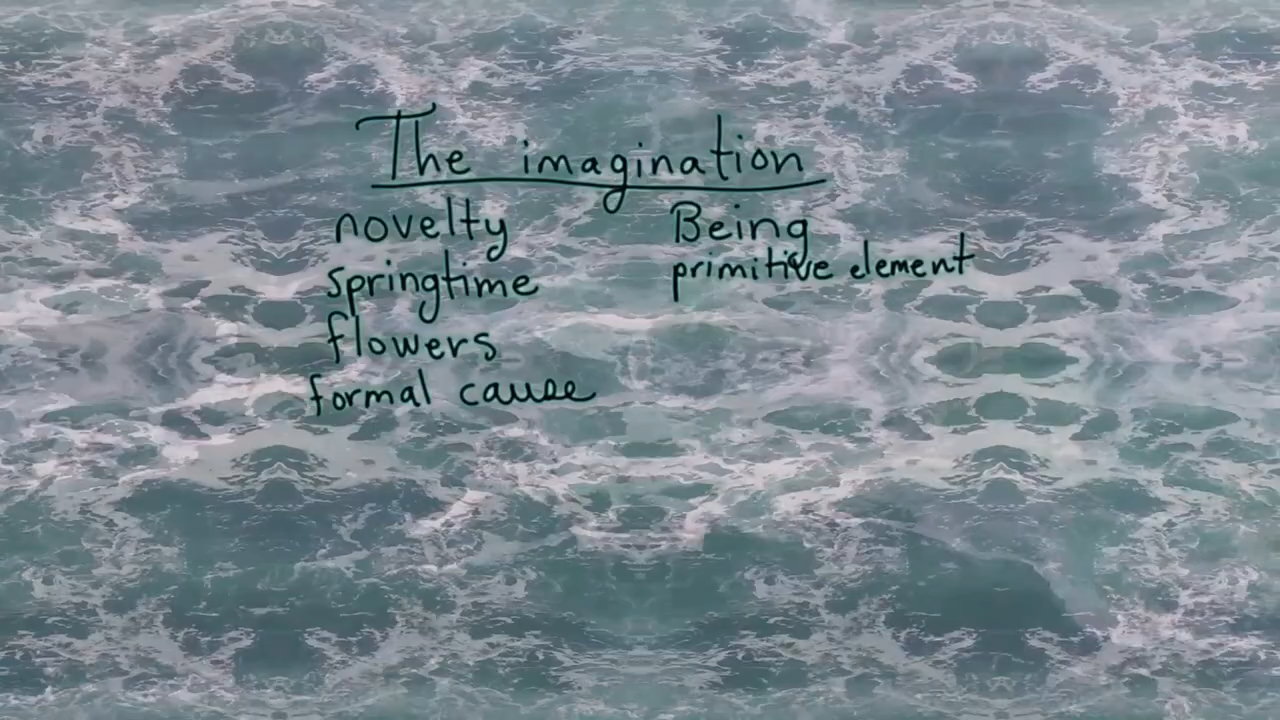 The imagination
novelty
springtime
flowers
formal cause
Being
primitive element